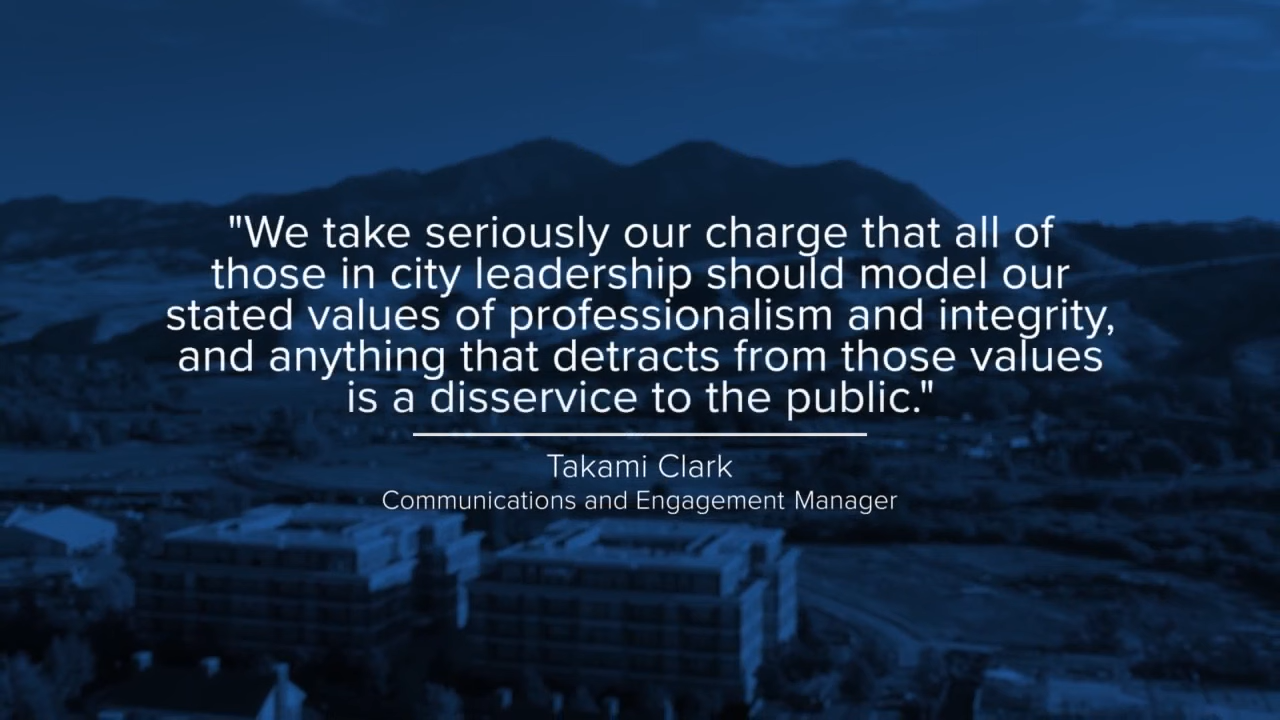 "We take seriously our charge that all of
those in city leadership should model our
stated values of professionalism and integrity,
and anything that detracts from those values
is a disservice to the public."
Takami Clark
Communications and Engagement Manager